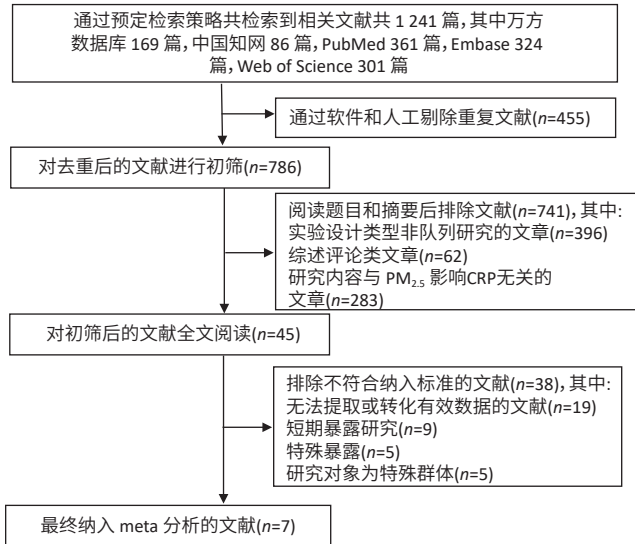 通过预定检索策略共检索到相关文献共 1 241 篇,其中万方
数据库 169 篇,中国知网 86 篇,PubMed 361 篇,Embase 324
篇,Web of Science 301 篇
通过软件和人工剔除重复文献(n=455)
对去重后的文献进行初筛(n=786)
阅读题目和摘要后排除文献(n=741),其中:
实验设计类型非队列研究的文章(n=396)
综述评论类文章(n=62)
研究内容与 PM2.5 影响CRP无关的
文章(n=283)
对初筛后的文献全文阅读(n=45)
排除不符合纳入标准的文献(n=38),其中:
无法提取或转化有效数据的文献(n=19)
短期暴露研究(n=9)
特殊暴露(n=5)
研究对象为特殊群体(n=5)
最终纳入 meta 分析的文献(n=7)